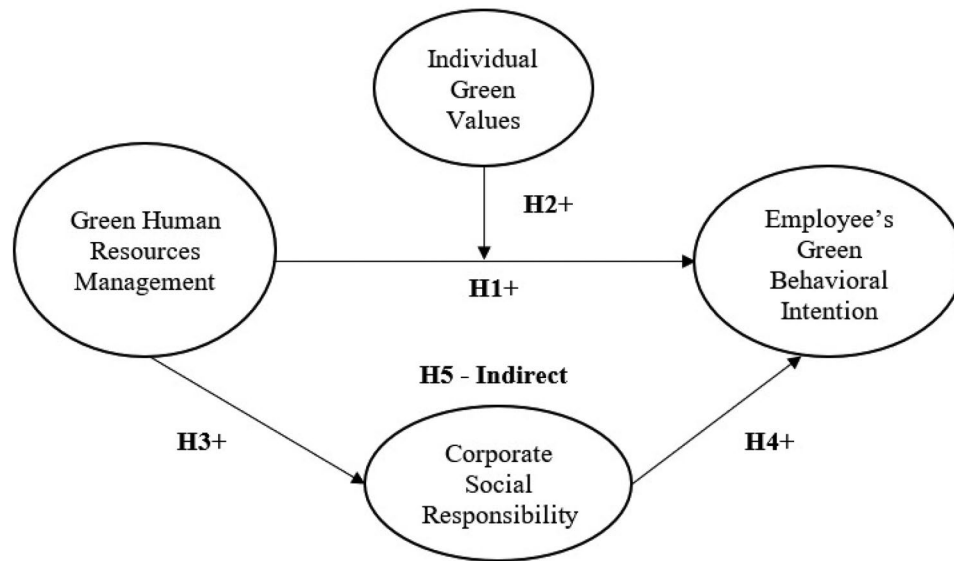 Individual
Green
Values
H2+
Green Human
Resources
Management
Employee’s
Green
Behavioral
Intention
H1+
H5 - Indirect
H3+
H4+
Corporate
Social
Responsibility